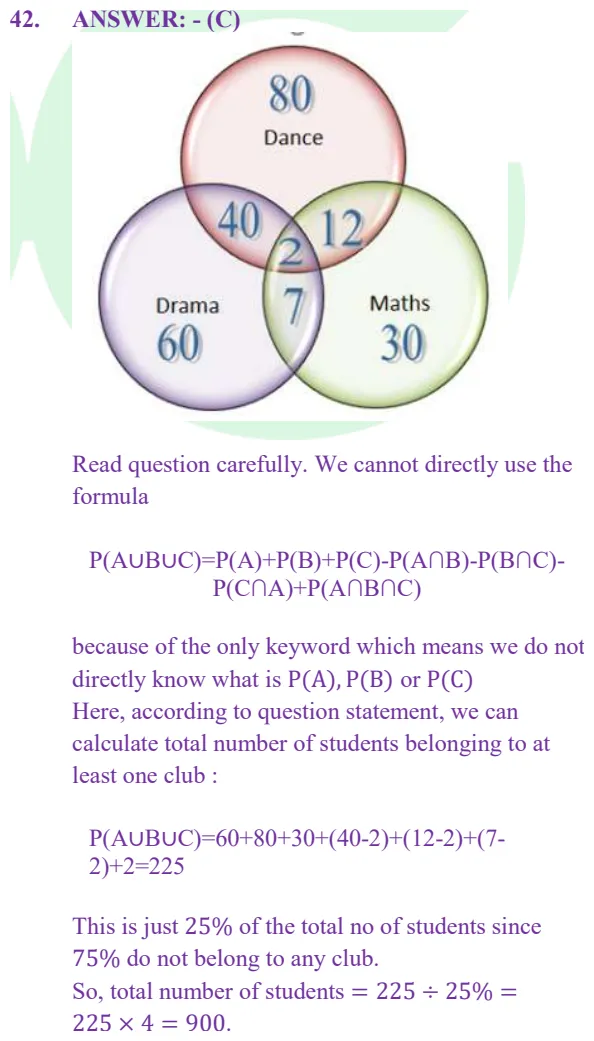 42. ANSWER: - (C)
80
Dance
40
12
2
7
Drama
60
Maths
30
Read question carefully. We cannot directly use the
formula
P(A∪B∪C)=P(A)+P(B)+P(C)-P(A∩B)-P(B∩C)-
P(C∩A)+P(A∩B∩C)
because of the only keyword which means we do not
directly know what is P(A), P(B) or P(C)
Here, according to question statement, we can
calculate total number of students belonging to at
least one club :
P(A∪B∪C)=60+80+30+(40-2)+(12-2)+(7-
2)+2=225
This is just 25% of the total no of students since
75% do not belong to any club.
So, total number of students = 225 ÷ 25% =
225 × 4 = 900.